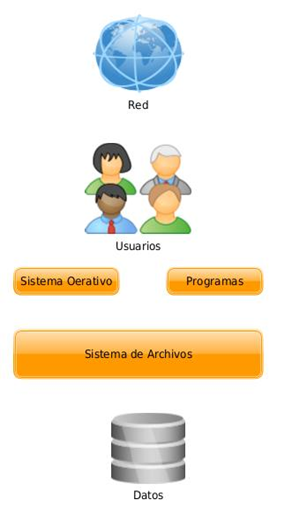 Red
Usuarios
Sistema Oerativo
Programas
Sistema de Archivos
Datos